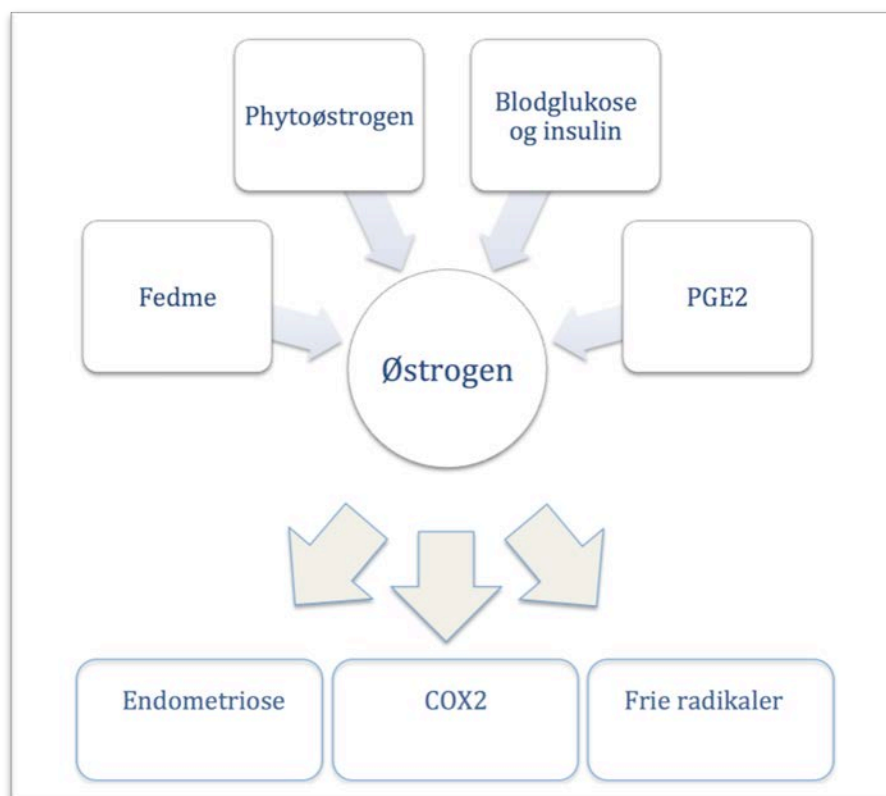 Phytoøstrogen
Blodglukose
og insulin
Fedme
PGE2
Østrogen
Endometriose
COX2
Frie radikaler